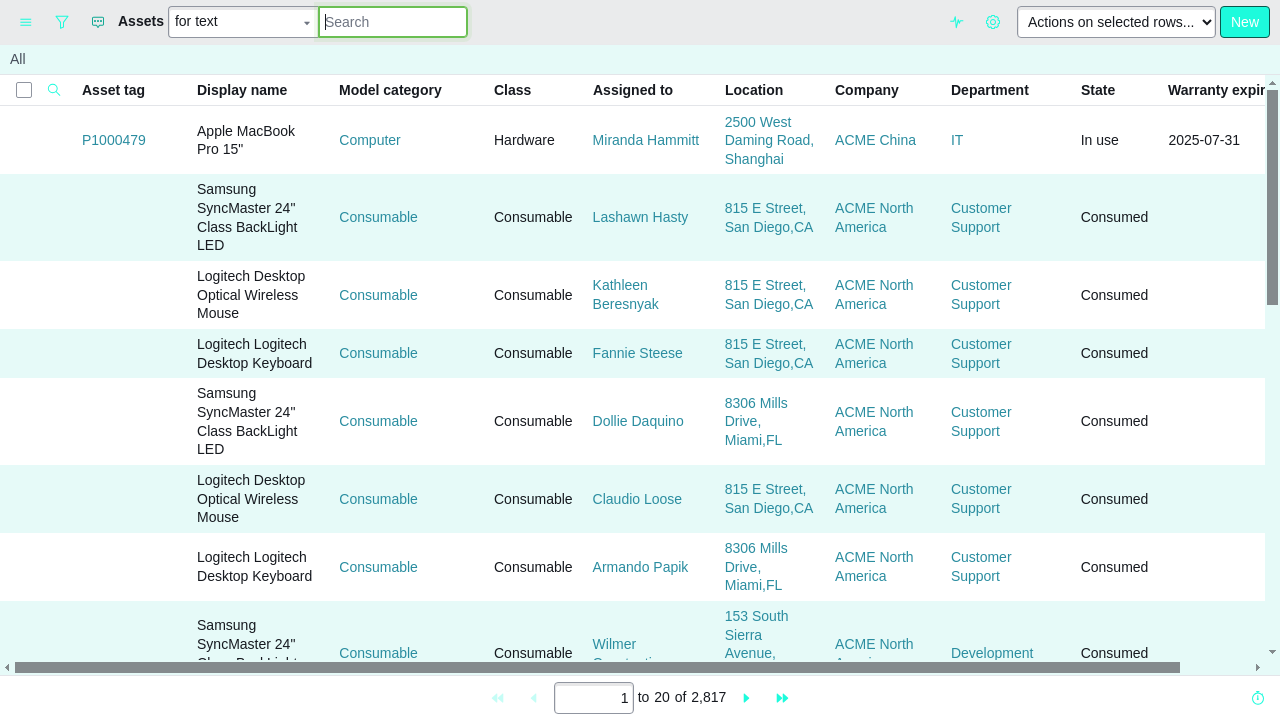 Assets for text Search Actions on selected rows... New
All
Asset tag Display name Model category Class Assigned to Location Company Department State Warranty expir
P1000479 Apple MacBook Pro 15" Computer Hardware Miranda Hammitt 2500 West Daming Road, Shanghai ACME China IT In use 2025-07-31
Samsung SyncMaster 24" Class BackLight LED Consumable Consumable Lashawn Hasty 815 E Street, San Diego,CA ACME North America Customer Support Consumed
Logitech Desktop Optical Wireless Mouse Consumable Consumable Kathleen Beresnyak 815 E Street, San Diego,CA ACME North America Customer Support Consumed
Logitech Logitech Desktop Keyboard Consumable Consumable Fannie Steese 815 E Street, San Diego,CA ACME North America Customer Support Consumed
Samsung SyncMaster 24" Class BackLight LED Consumable Consumable Dollie Daquino 8306 Mills Drive, Miami,FL ACME North America Customer Support Consumed
Logitech Desktop Optical Wireless Mouse Consumable Consumable Claudio Loose 815 E Street, San Diego,CA ACME North America Customer Support Consumed
Logitech Logitech Desktop Keyboard Consumable Consumable Armando Papik 8306 Mills Drive, Miami,FL ACME North America Customer Support Consumed
Samsung SyncMaster 24" Consumable Consumable Wilmer 153 South Sierra Avenue, ACME North Development Consumed
1 to 20 of 2,817